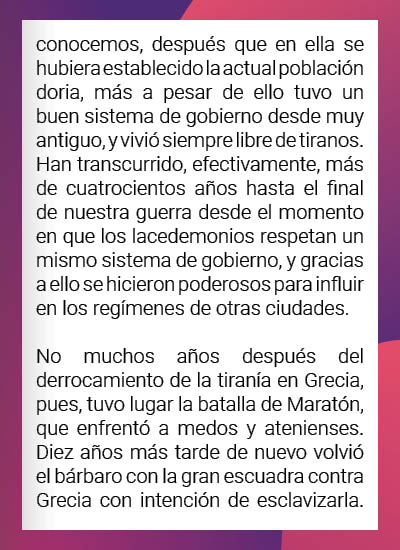 conocemos, después que en ella se
hubiera establecido la actual población
doria, más a pesar de ello tuvo un
buen sistema de gobierno desde muy
antiguo, y vivió siempre libre de tiranos.
Han transcurrido, efectivamente, más
de cuatrocientos años hasta el final
de nuestra guerra desde el momento
en que los lacedemonios respetan un
mismo sistema de gobierno, y gracias
a ello se hicieron poderosos para influir
en los regímenes de otras ciudades.

No muchos años después del
derrocamiento de la tiranía en Grecia,
pues, tuvo lugar la batalla de Maratón,
que enfrentó a medos y atenienses.
Diez años más tarde de nuevo volvió
el bárbaro con la gran escuadra contra
Grecia con intención de esclavizarla.